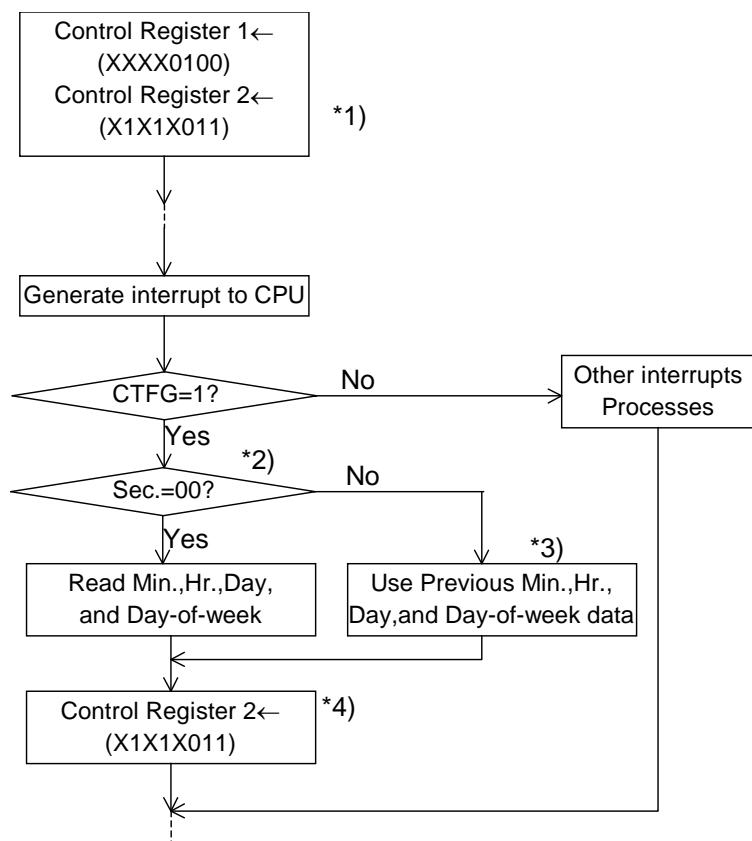 Control Register 1←
(XXXX0100)
Control Register 2←
(X1X1X011)
*1)
Generate interrupt to CPU
CTFG=1?
No
Other interrupts
Processes
Yes
*2)
Sec.=00?
No
Yes
*3)
Read Min.,Hr.,Day,
and Day-of-week
Use Previous Min.,Hr.,
Day,and Day-of-week data
Control Register 2←
(X1X1X011)
*4)